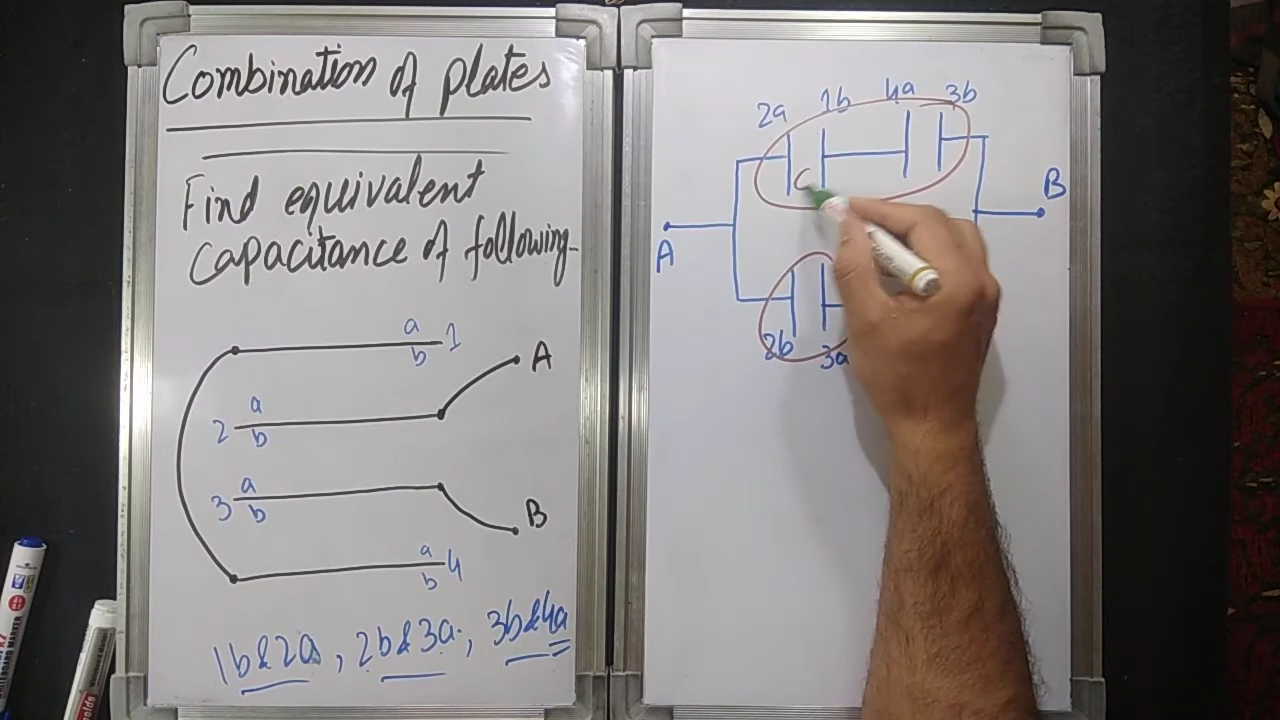 Combination of plates
Find equivalent
capacitance of following-
a
b
1
A
2
a
b
3
a
b
B
a
b
4
1b&2a, 2b&3a, 3b&4a
2a 1b 4a 3b
C
A
B
2b 3a